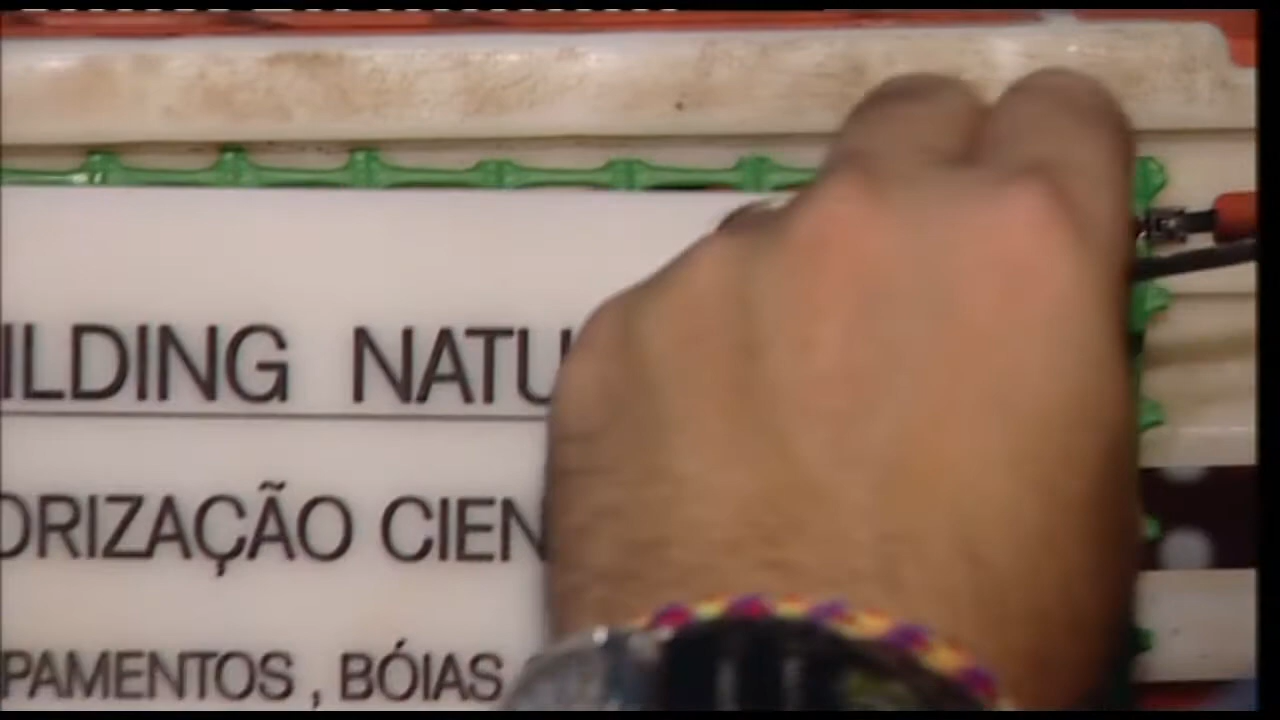 ILDING NATU
ORIZAÇÃO CIEN
PAMENTOS , BÓIAS